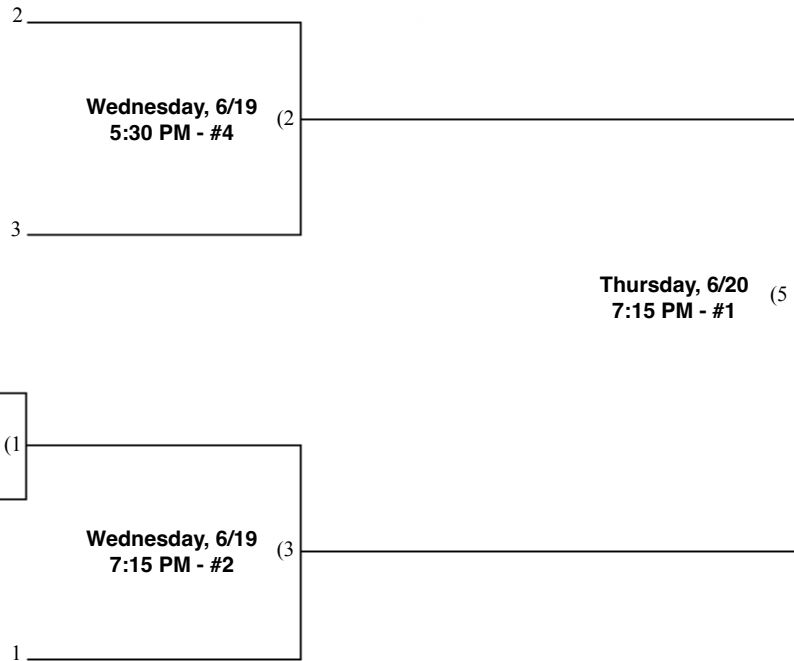 2
Wednesday, 6/19
5:30 PM - #4
(2
3
Thursday, 6/20
7:15 PM - #1
(5
(1
Wednesday, 6/19
7:15 PM - #2
(3
1